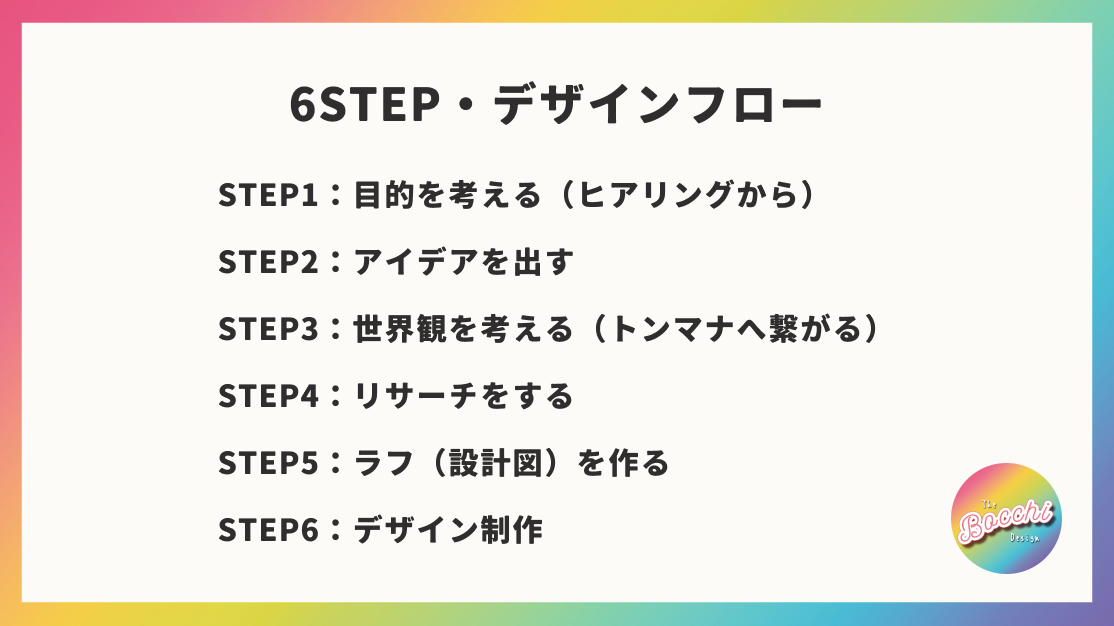 6STEP・デザインフロー
STEP1：目的を考える（ヒアリングから）
STEP2：アイデアを出す
STEP3：世界観を考える（トンマナへ繋がる）
STEP4：リサーチをする
STEP5：ラフ（設計図）を作る
STEP6：デザイン制作
The
Bocchi
Design